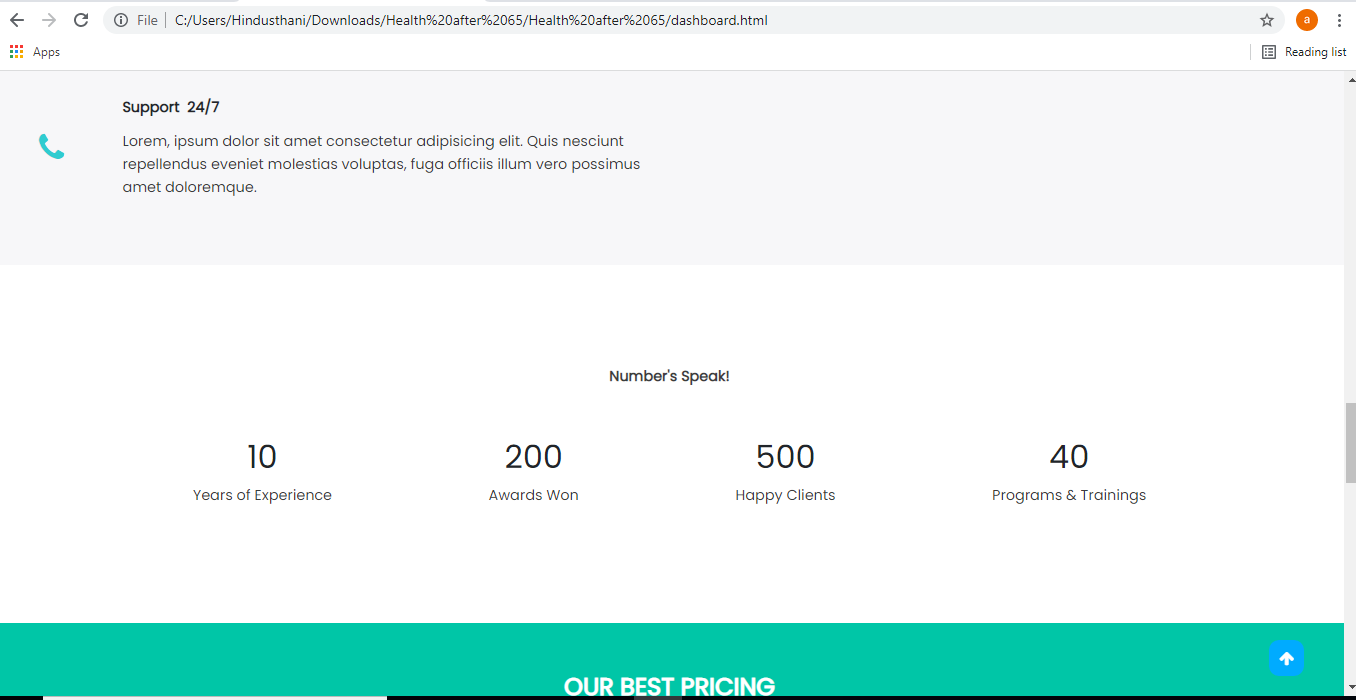 File
C:/Users/Hindusthani/Downloads/Health%20after%2065/Health%20after%2065/dashboard.html
a
Apps
Reading list
Support 24/7
Lorem, ipsum dolor sit amet consectetur adipisicing elit. Quis nesciunt
repellendus eveniet molestias voluptas, fuga officiis illum vero possimus
amet doloremque.
Number's Speak!
10 200 500 40
Years of Experience Awards Won Happy Clients Programs & Trainings
OUR BEST PRICING